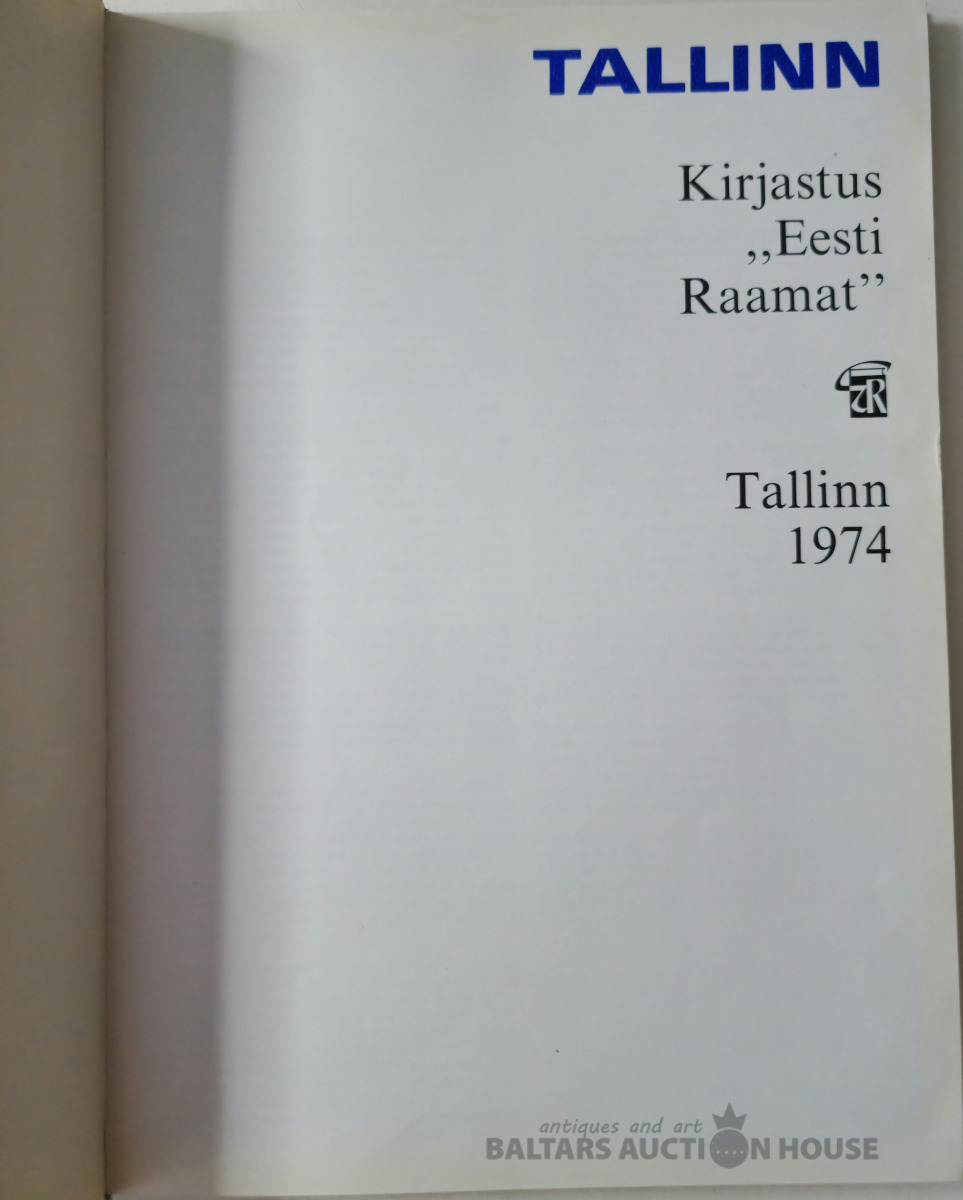 TALLINN
Kirjastus
,,Eesti
Raamat”
Tallinn
1974
antiques and art
BALTARS AUCTION HOUSE